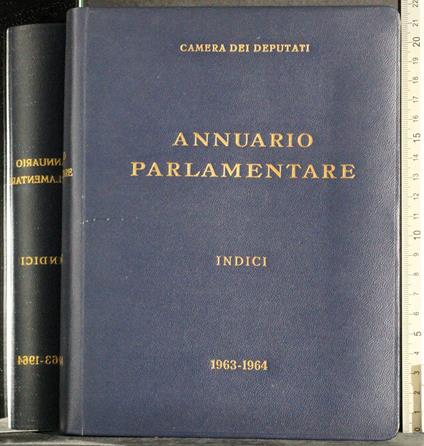 CAMERA DEI DEPUTATI
ANNUARIO
PARLAMENTARE
INDICI
1963-1964